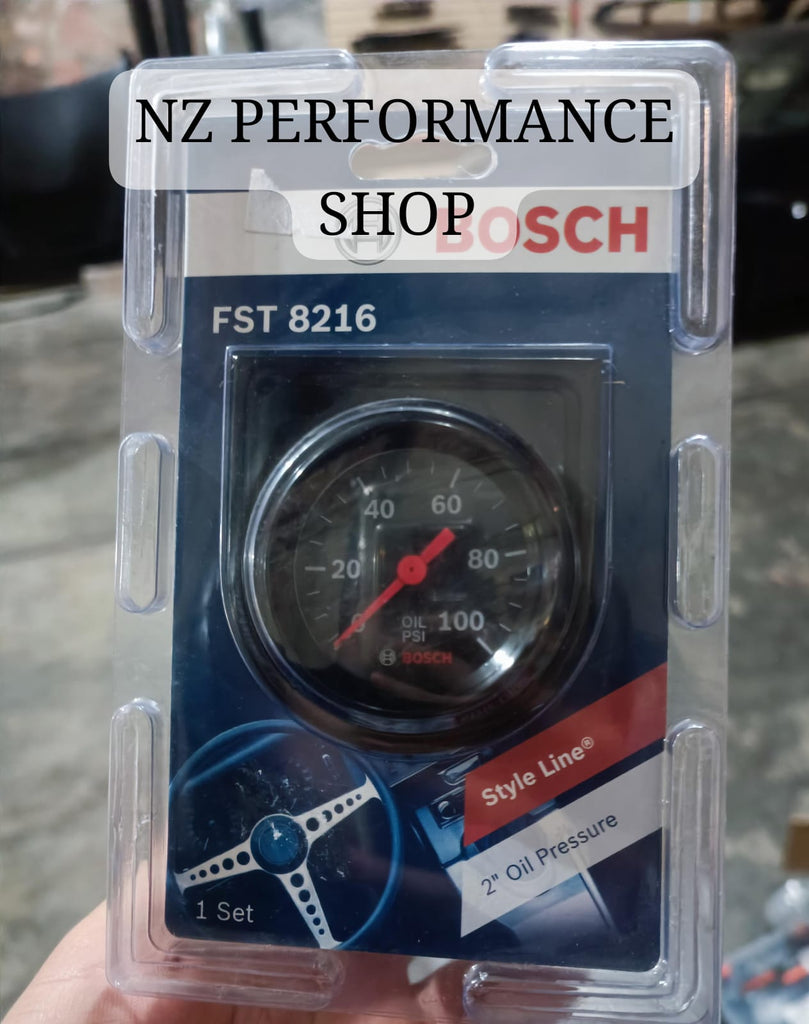 NZ PERFORMANCE
SHOP
BOSCH
FST 8216
40 60
20 80
0 OIL 100
PSI
BOSCH
Style Line®
2" Oil Pressure
1 Set